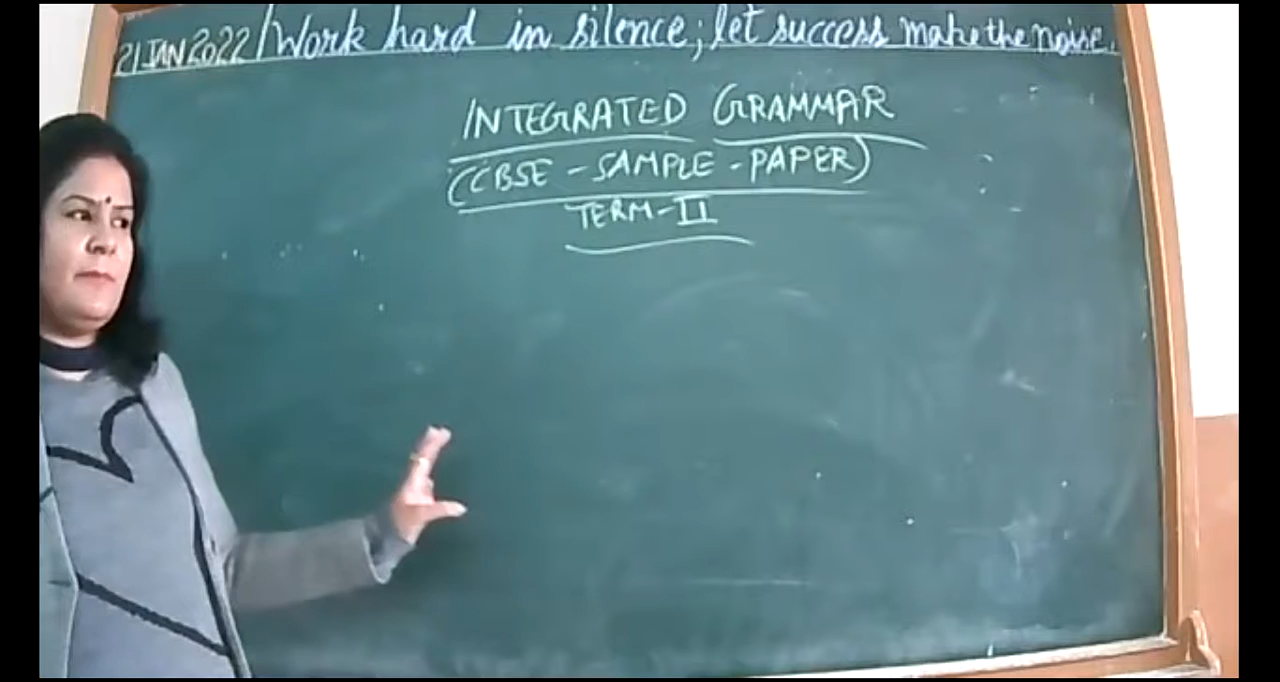 21 JAN 2022/Work hard in silence; let success make the noise.
INTEGRATED GRAMMAR
(CBSE - SAMPLE - PAPER)
TERM-II